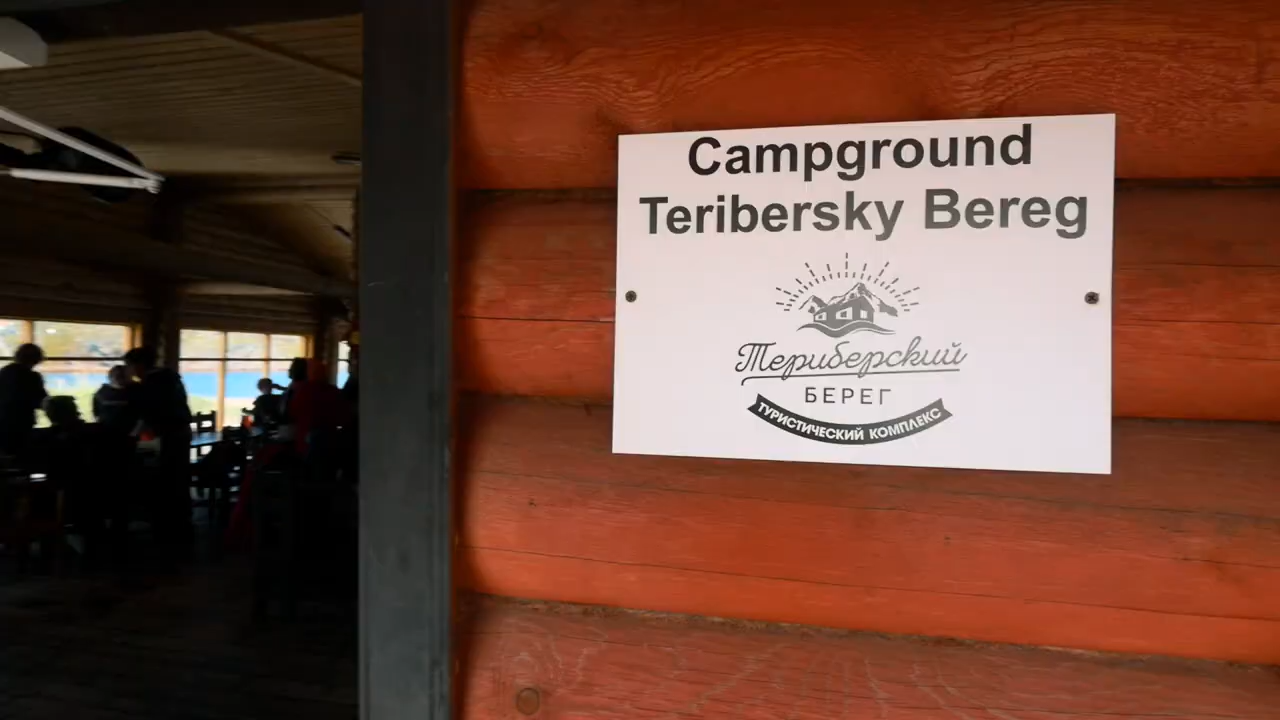 Campground
Teribersky Bereg
Териберский
БЕРЕГ
ТУРИСТИЧЕСКИЙ КОМПЛЕКС